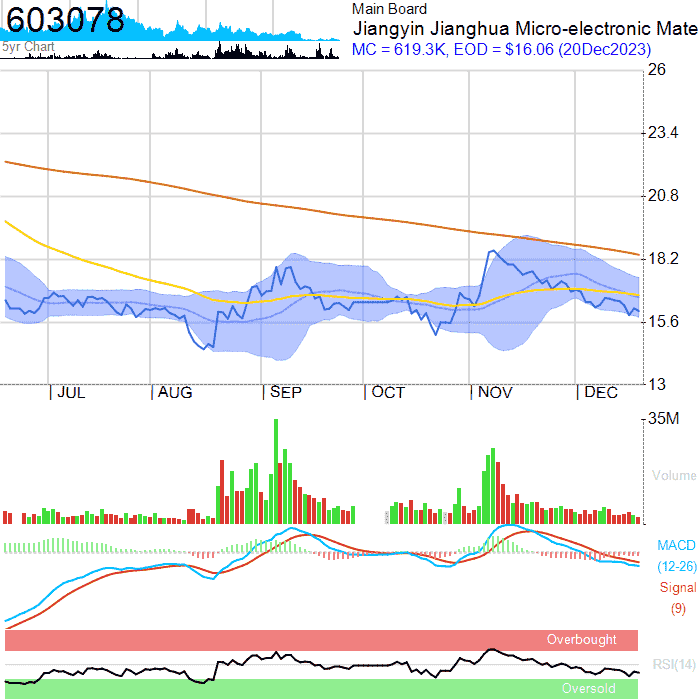 603078
5yr Chart
Main Board
Jiangyin Jianghua Micro-electronic Mate
MC = 619.3K, EOD = $16.06 (20Dec2023)
26
23.4
20.8
18.2
15.6
13
JUL AUG SEP OCT NOV DEC
35M
Volume
MACD
(12-26)
Signal
(9)
Overbought
RSI(14)
Oversold